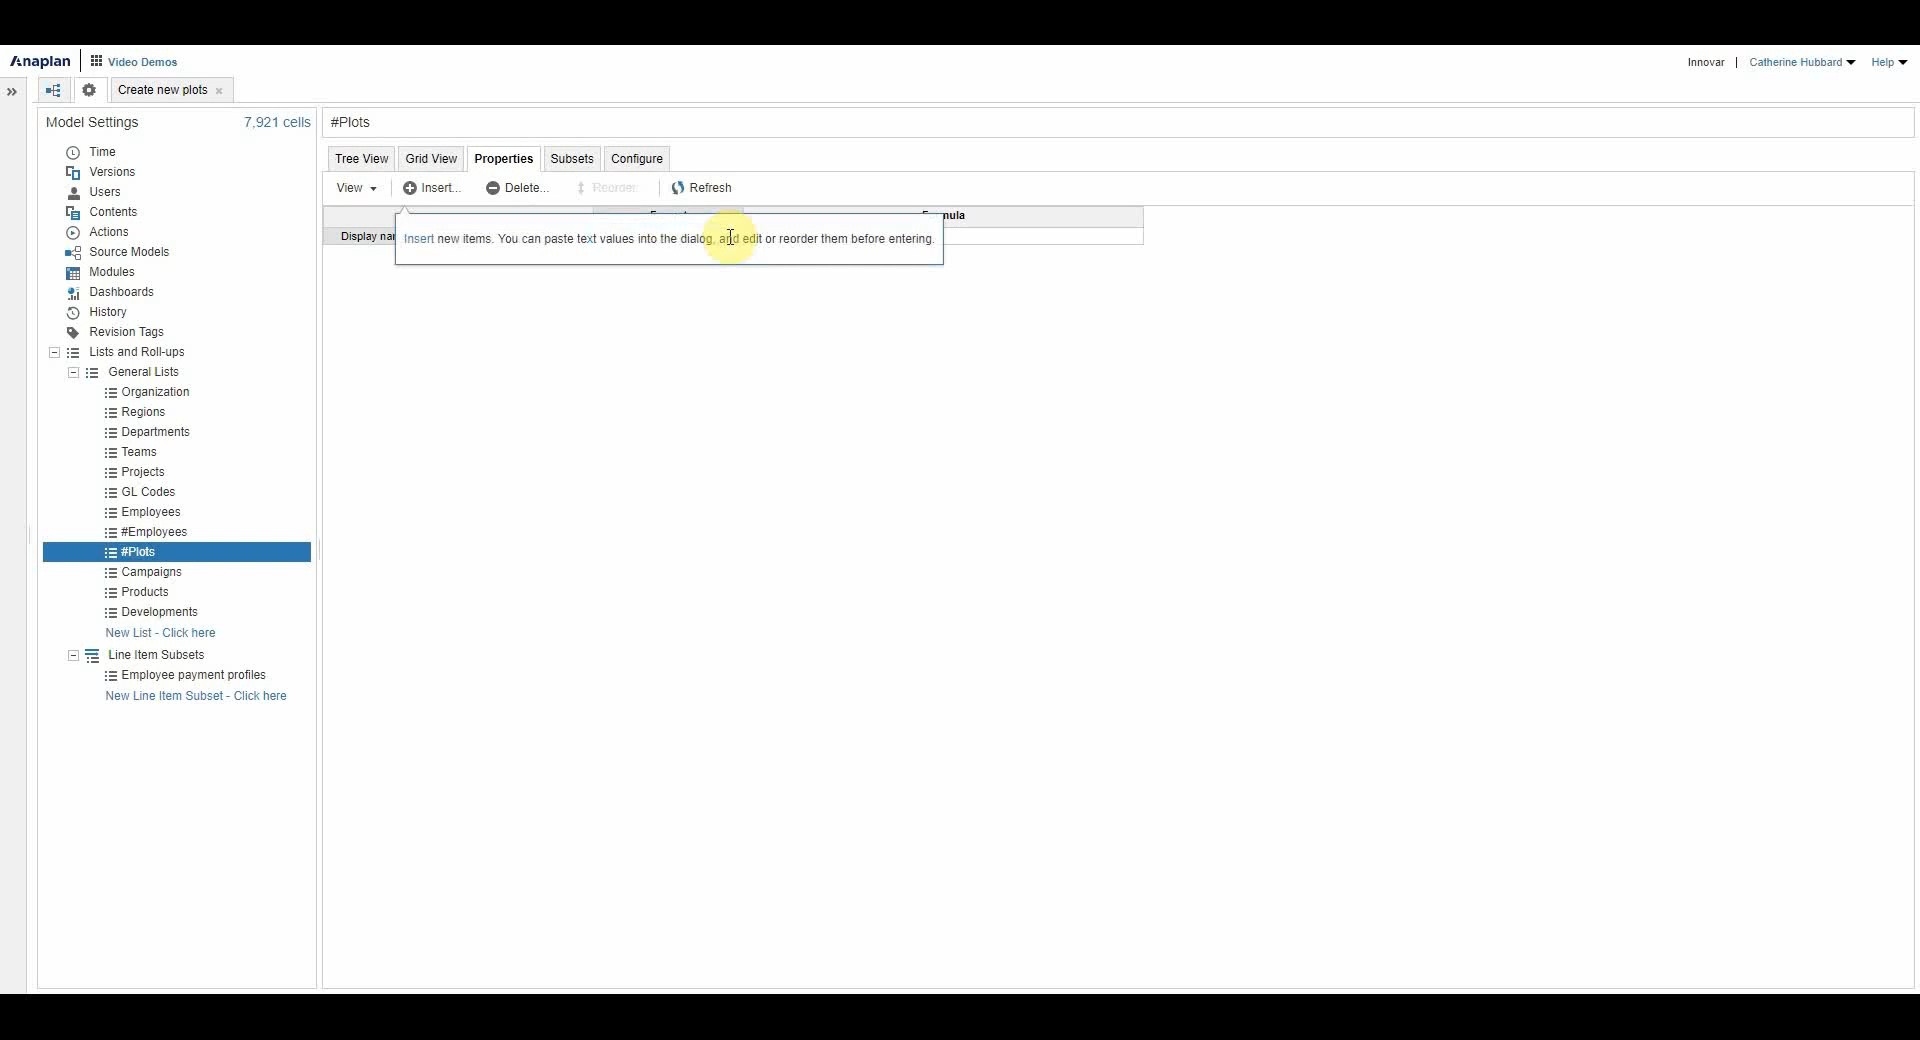 Anaplan Video Demos
Innovar | Catherine Hubbard Help
Create new plots
Model Settings 7,921 cells
Time
Versions
Users
Contents
Actions
Source Models
Modules
Dashboards
History
Revision Tags
Lists and Roll-ups
General Lists
Organization
Regions
Departments
Teams
Projects
GL Codes
Employees
#Employees
#Plots
Campaigns
Products
Developments
New List - Click here
Line Item Subsets
Employee payment profiles
New Line Item Subset - Click here
#Plots
Tree View Grid View Properties Subsets Configure
View Insert... Delete... Reorder Refresh
Display
Insert new items. You can paste text values into the dialog, and edit or reorder them before entering.